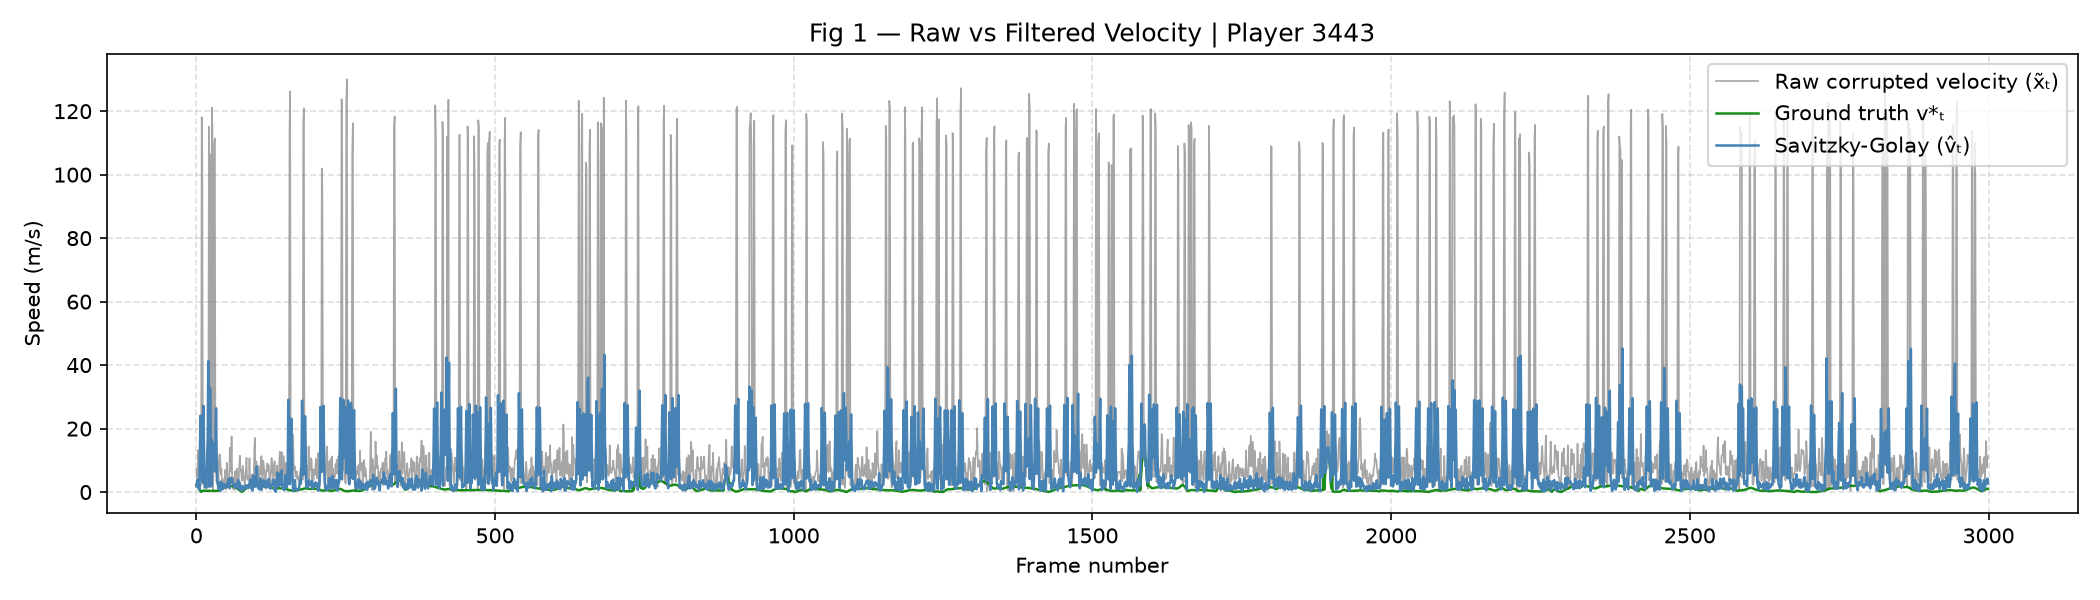 Fig 1 — Raw vs Filtered Velocity | Player 3443
Raw corrupted velocity (x̃ₜ)
Ground truth v*ₜ
Savitzky-Golay (v̂ₜ)
Speed (m/s)
120
100
80
60
40
20
0
0 500 1000 1500 2000 2500 3000
Frame number